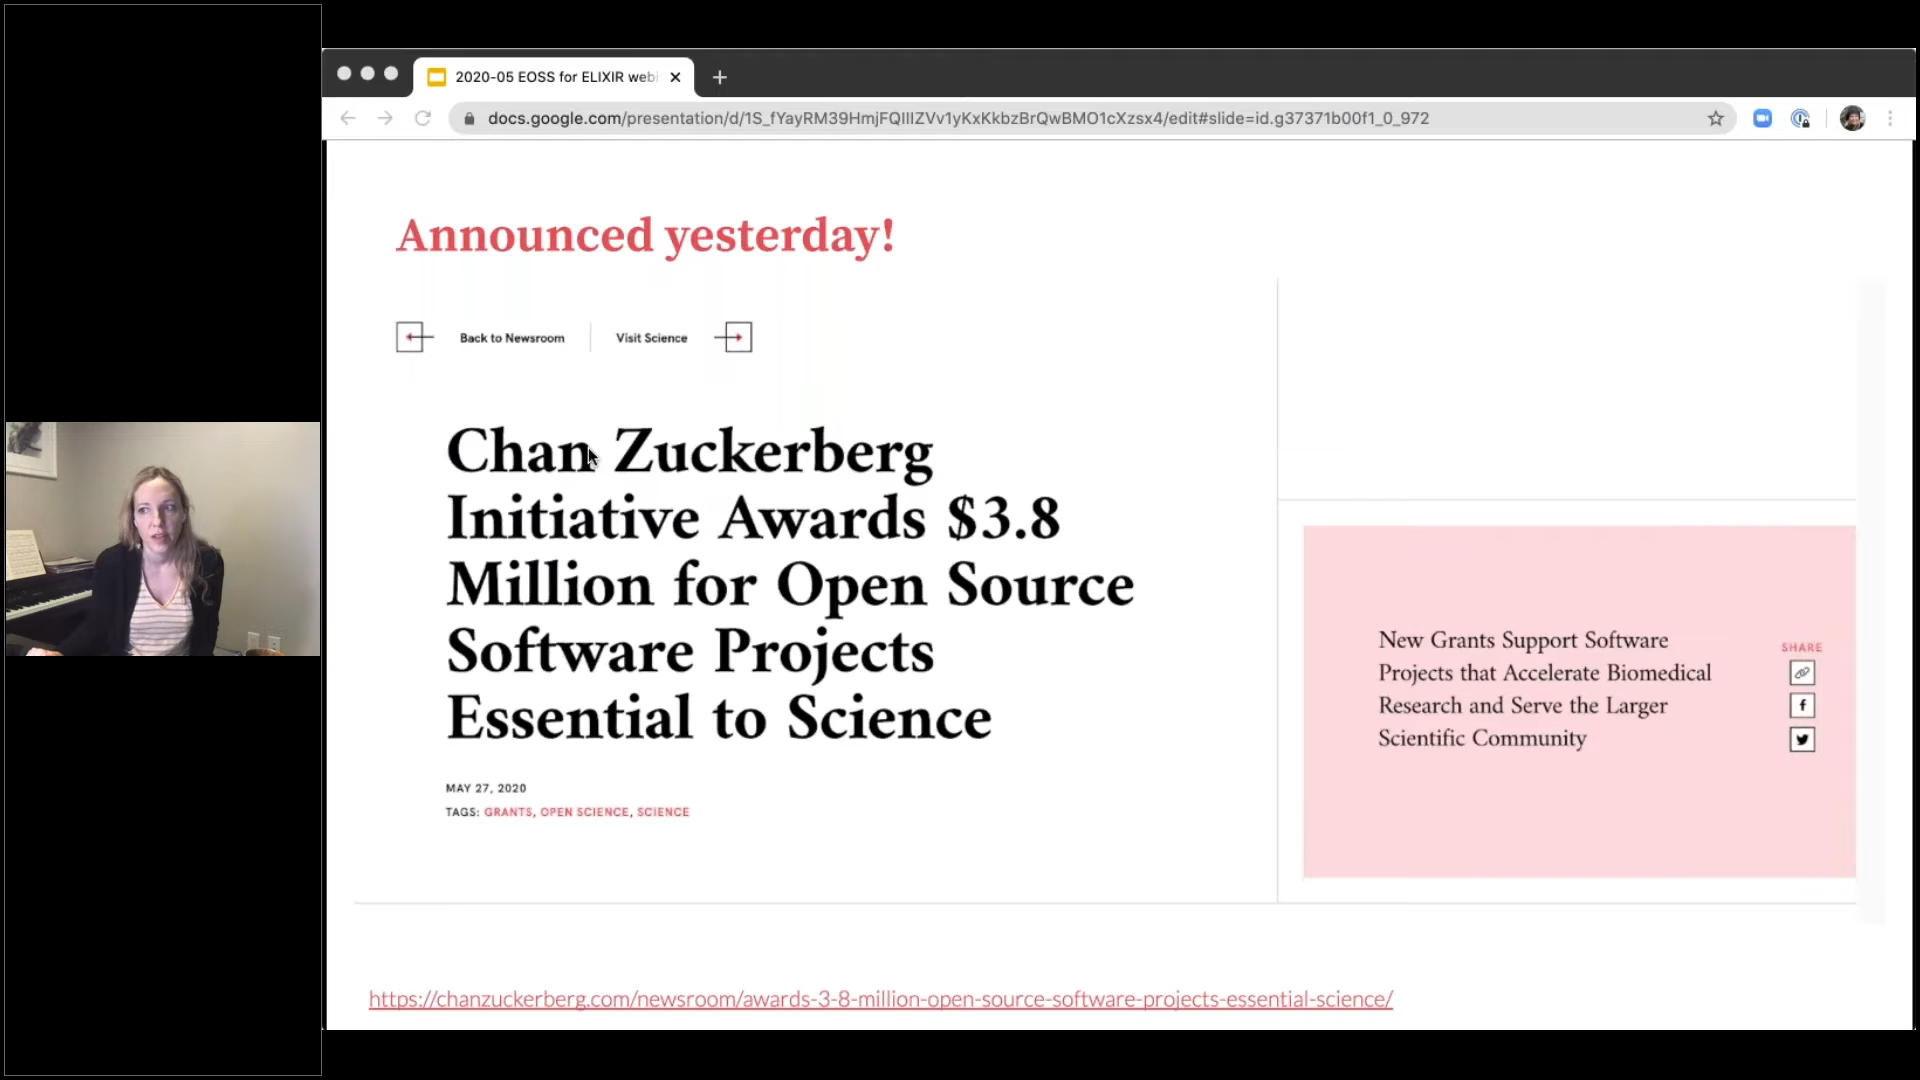 2020-05 EOSS for ELIXIR web
docs.google.com/presentation/d/1S_fYayRM39HmjFQIIIZVv1yKxKkbzBrQwBMO1cXzsx4/edit#slide=id.g37371b00f1_0_972
Announced yesterday!
Back to Newsroom
Visit Science
Chan Zuckerberg
Initiative Awards $3.8
Million for Open Source
Software Projects
Essential to Science
MAY 27, 2020
TAGS: GRANTS, OPEN SCIENCE, SCIENCE
New Grants Support Software
Projects that Accelerate Biomedical
Research and Serve the Larger
Scientific Community
SHARE
https://chanzuckerberg.com/newsroom/awards-3-8-million-open-source-software-projects-essential-science/